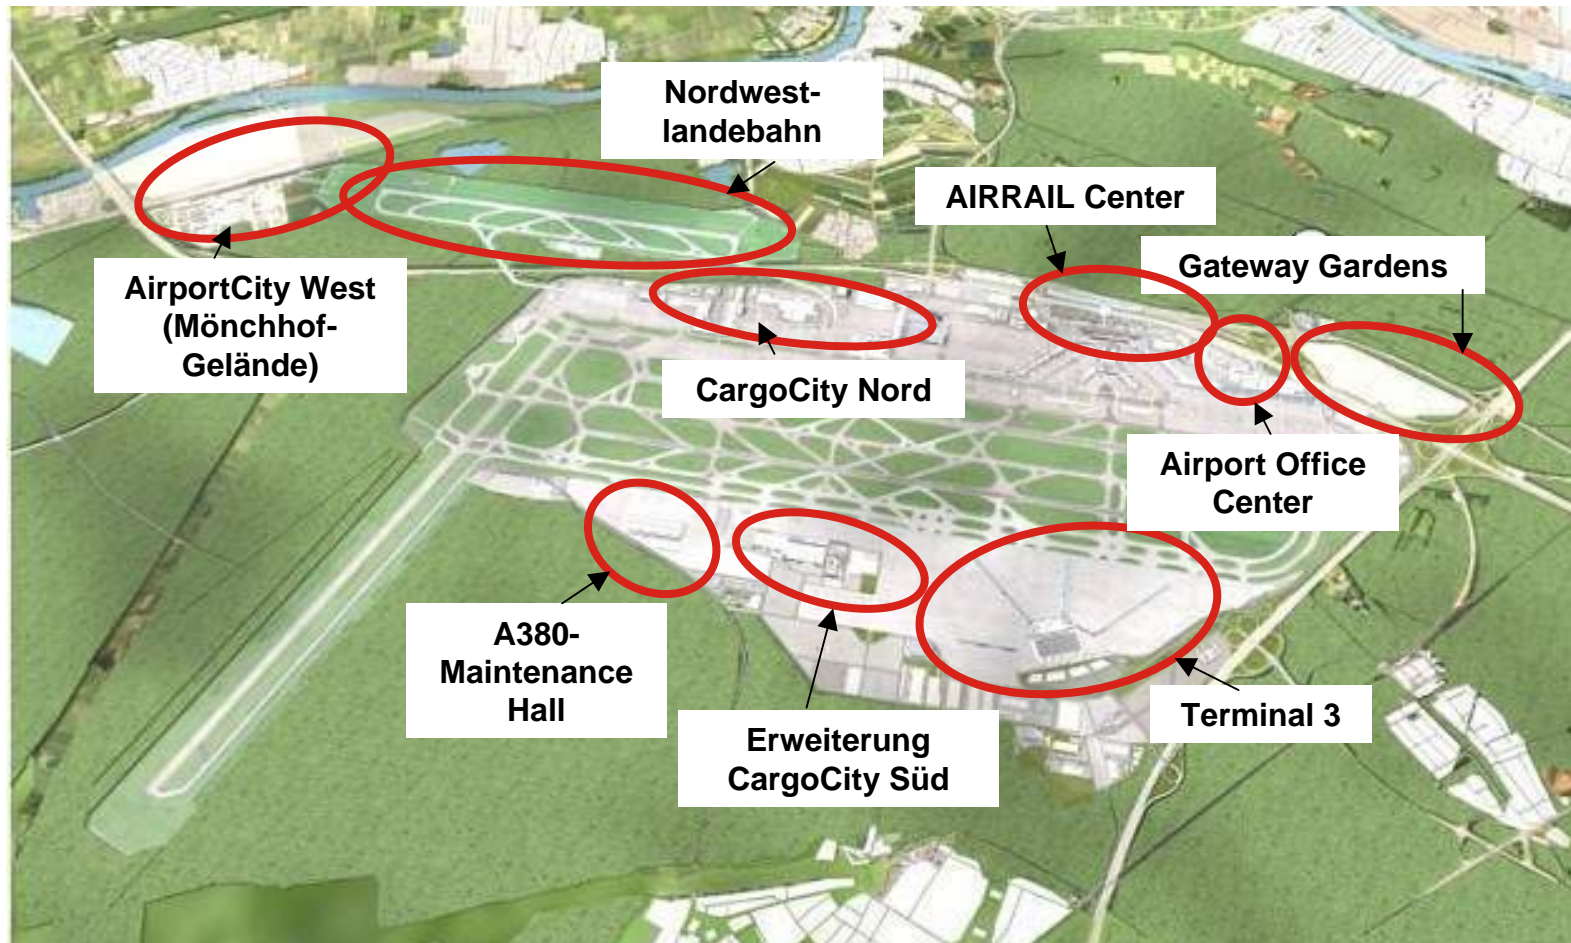 Nordwest-
landebahn
AIRRAIL Center
Gateway Gardens
AirportCity West
(Mönchhof-
Gelände)
CargoCity Nord
Airport Office
Center
A380-
Maintenance
Hall
Erweiterung
CargoCity Süd
Terminal 3